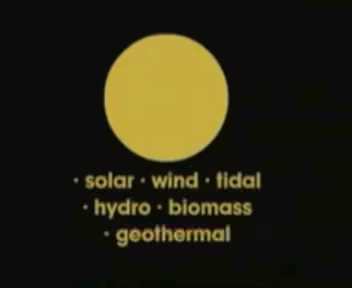 · solar · wind · tidal
· hydro · biomass
· geothermal